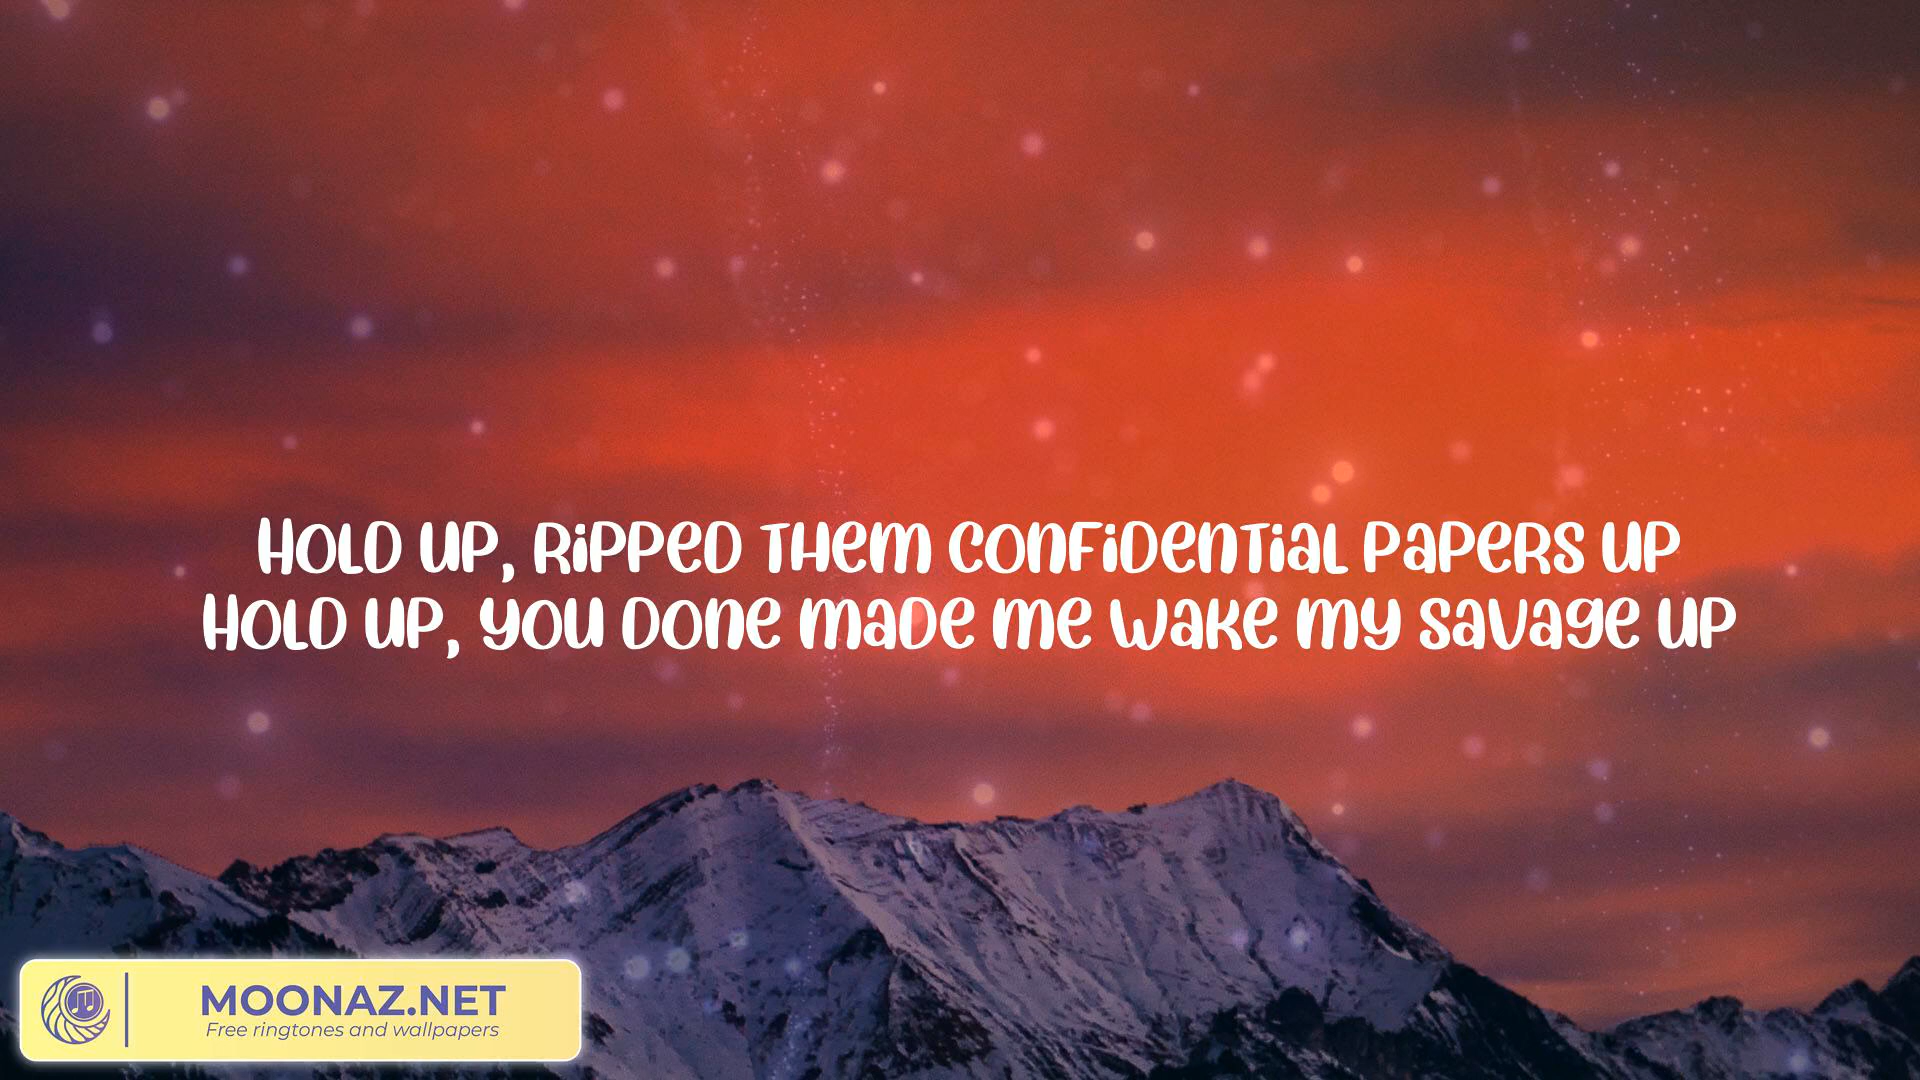 HOLD UP, RIPPED THEM CONFIDENTIAL PAPERS UP
HOLD UP, YOU DONE MADE ME WAKE MY SAVAGE UP
MOONAZ.NET
Free ringtones and wallpapers